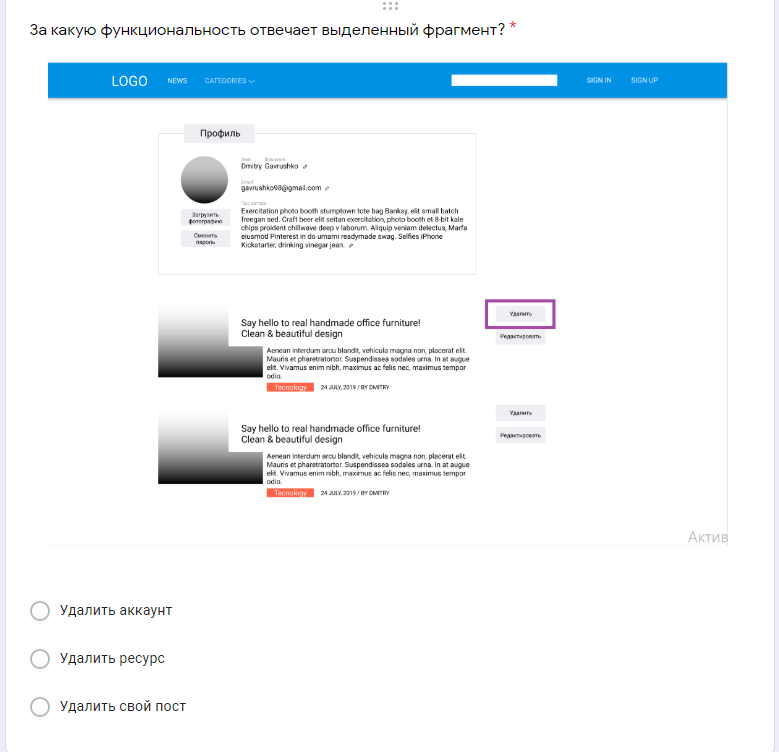 За какую функциональность отвечает выделенный фрагмент? *
LOGO NEWS CATEGORIES SIGN IN SIGN UP
Профиль
Имя Фамилия
Dmitry Gavrushko
Email
gavrushko98@gmail.com
Про автора
Exercitation photo booth stumptown tote bag Banksy, elit small batch
freegan sed. Craft beer elit seitan exercitation, photo booth et 8-bit kale
chips proident chillwave deep v laborum. Aliquip veniam delectus, Marfa
eiusmod Pinterest in do umami readymade swag. Selfies iPhone
Kickstarter, drinking vinegar jean.
Загрузить
фотографию
Сменить
пароль
Say hello to real handmade office furniture!
Clean & beautiful design
Aenean interdum arcu blandit, vehicula magna non, placerat elit.
Mauris et pharetratortor. Suspendissea sodales urna. In at augue
elit. Vivamus enim nibh, maximus ac felis nec, maximus tempor
odio.
Tecnology 24 JULY, 2019 / BY DMITRY
Удалить
Редактировать
Say hello to real handmade office furniture!
Clean & beautiful design
Aenean interdum arcu blandit, vehicula magna non, placerat elit.
Mauris et pharetratortor. Suspendissea sodales urna. In at augue
elit. Vivamus enim nibh, maximus ac felis nec, maximus tempor
odio.
Tecnology 24 JULY, 2019 / BY DMITRY
Удалить
Редактировать
Актив
Удалить аккаунт
Удалить ресурс
Удалить свой пост